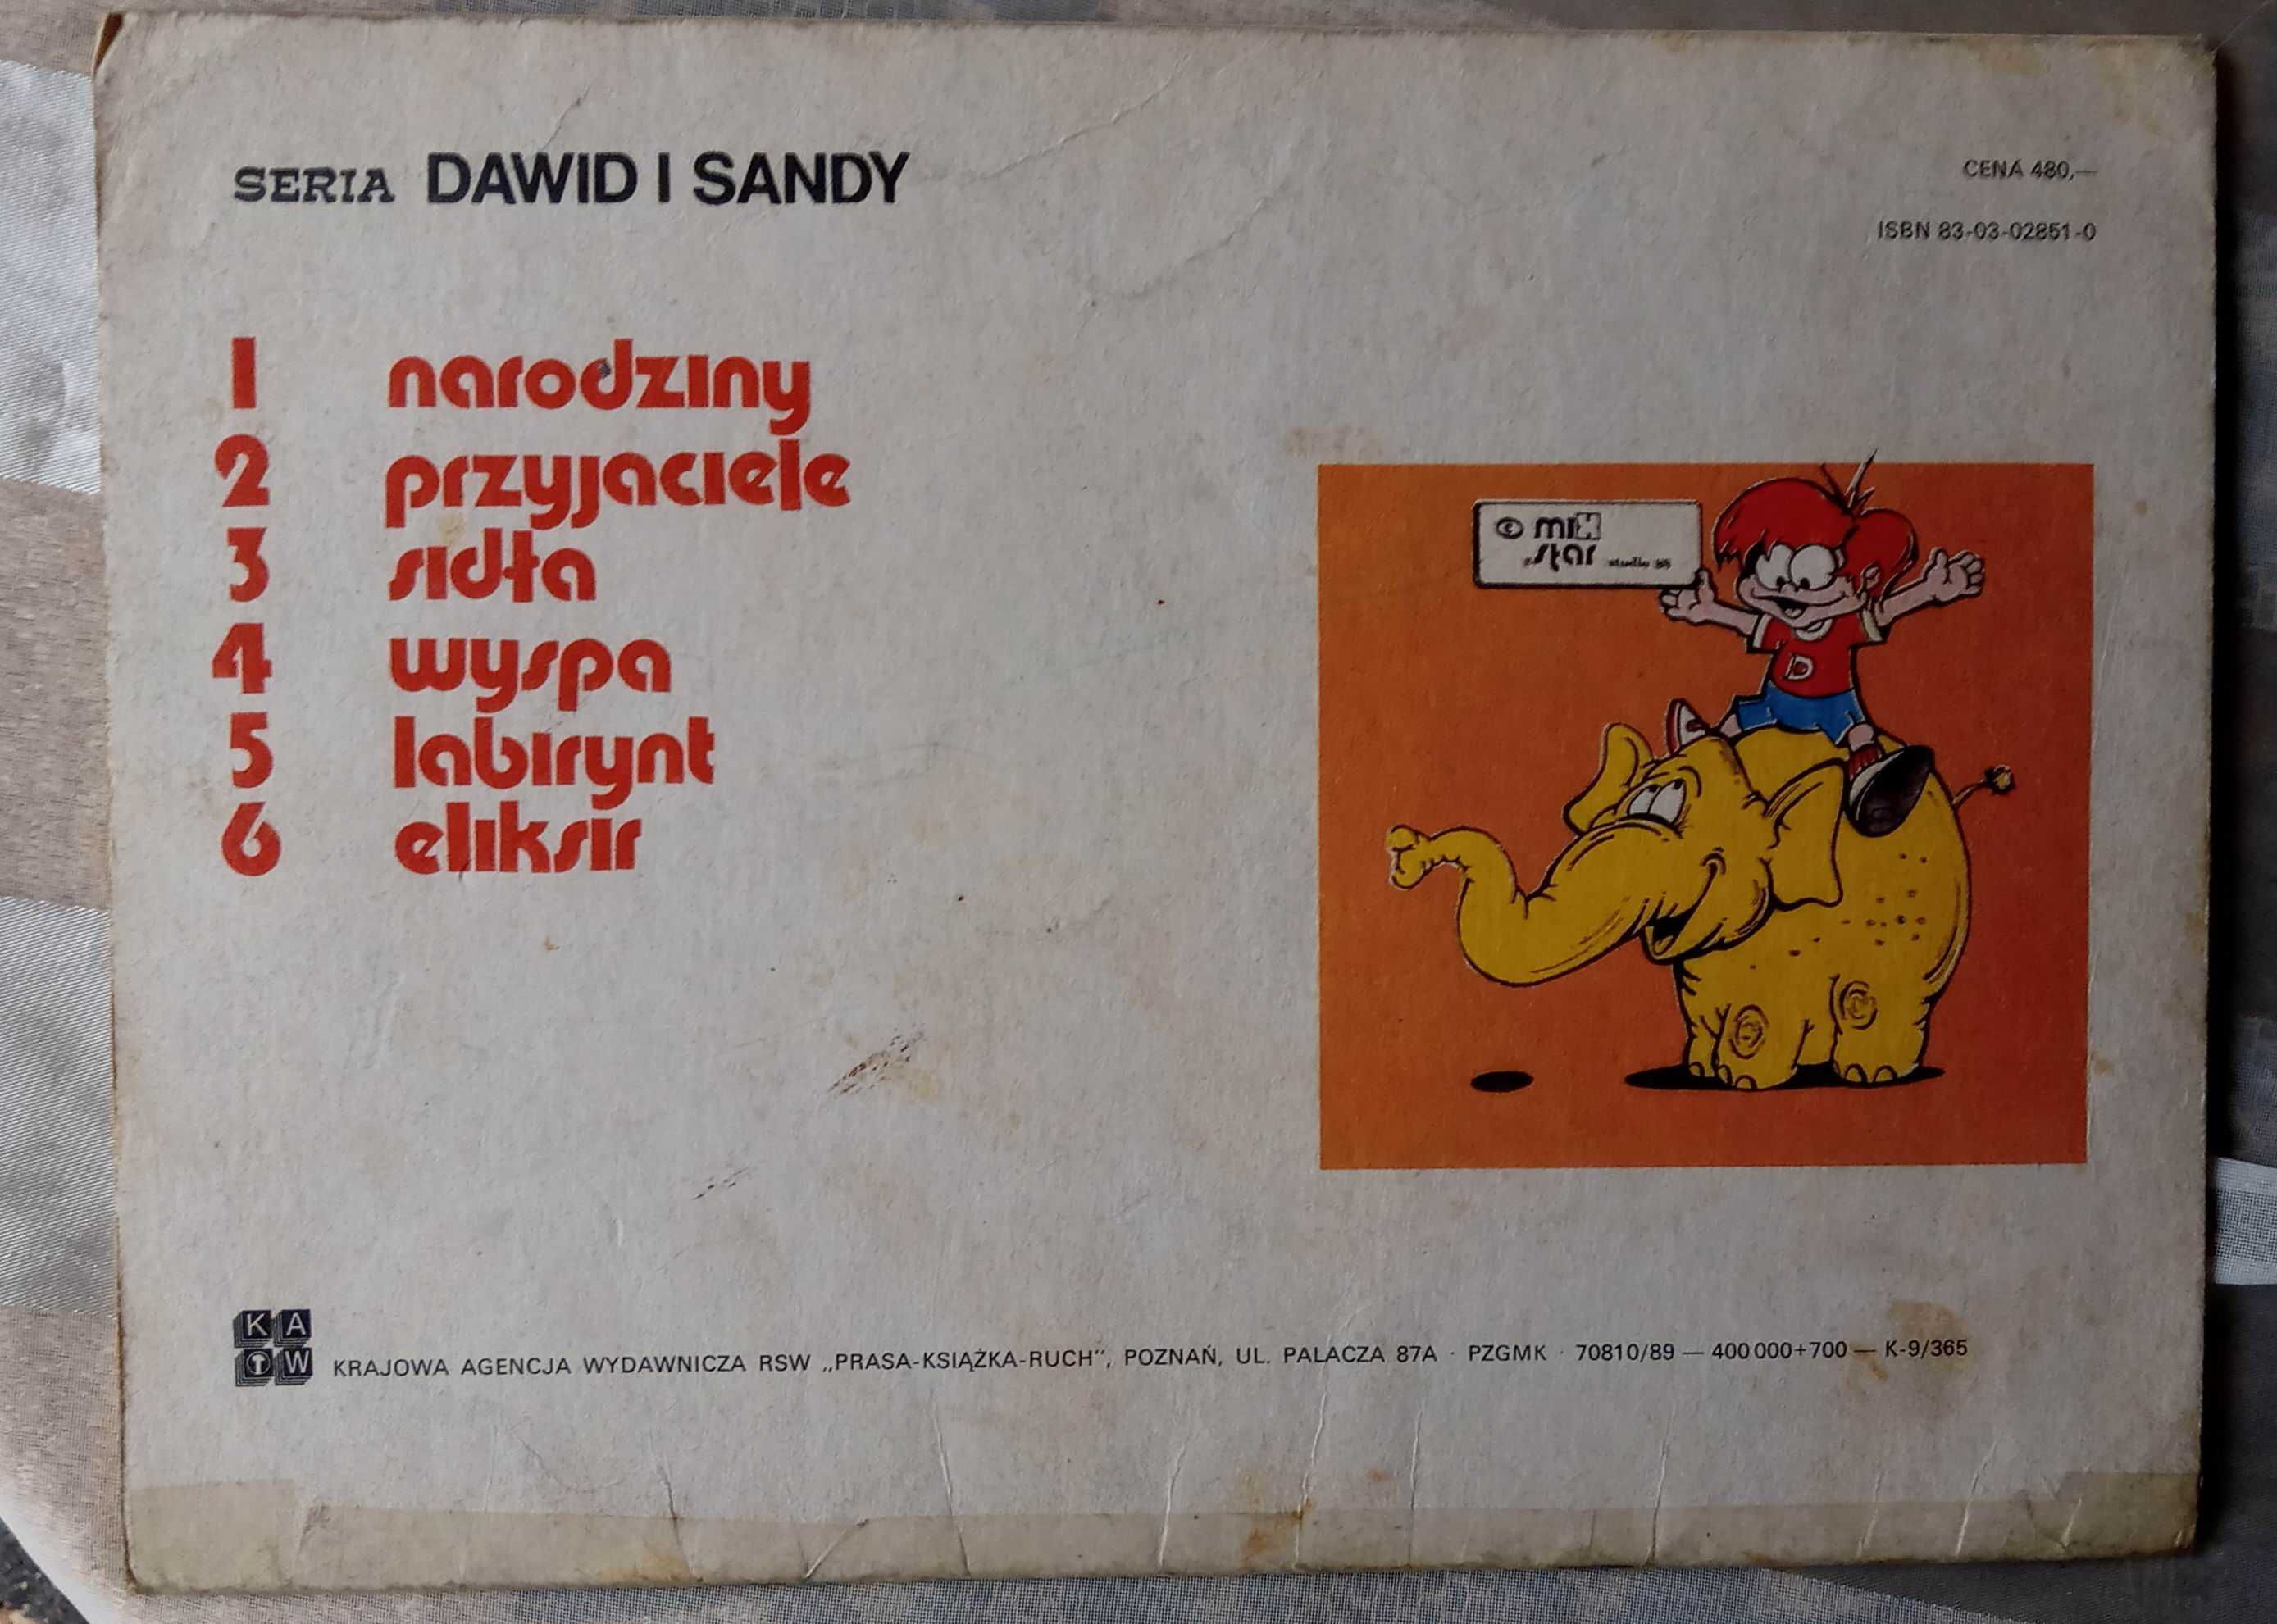 SERIA DAWID I SANDY
CENA 480,—
ISBN 83-03-02851-0
1 narodziny
2 przyjaciele
3 sidła
4 wyspa
5 labirynt
6 eliksir
© mix
star studio
D
K A
W
KRAJOWA AGENCJA WYDAWNICZA RSW „PRASA-KSIĄŻKA-RUCH”, POZNAŃ, UL. PALACZA 87A · PZGMK · 70810/89 — 400 000+700 — K-9/365